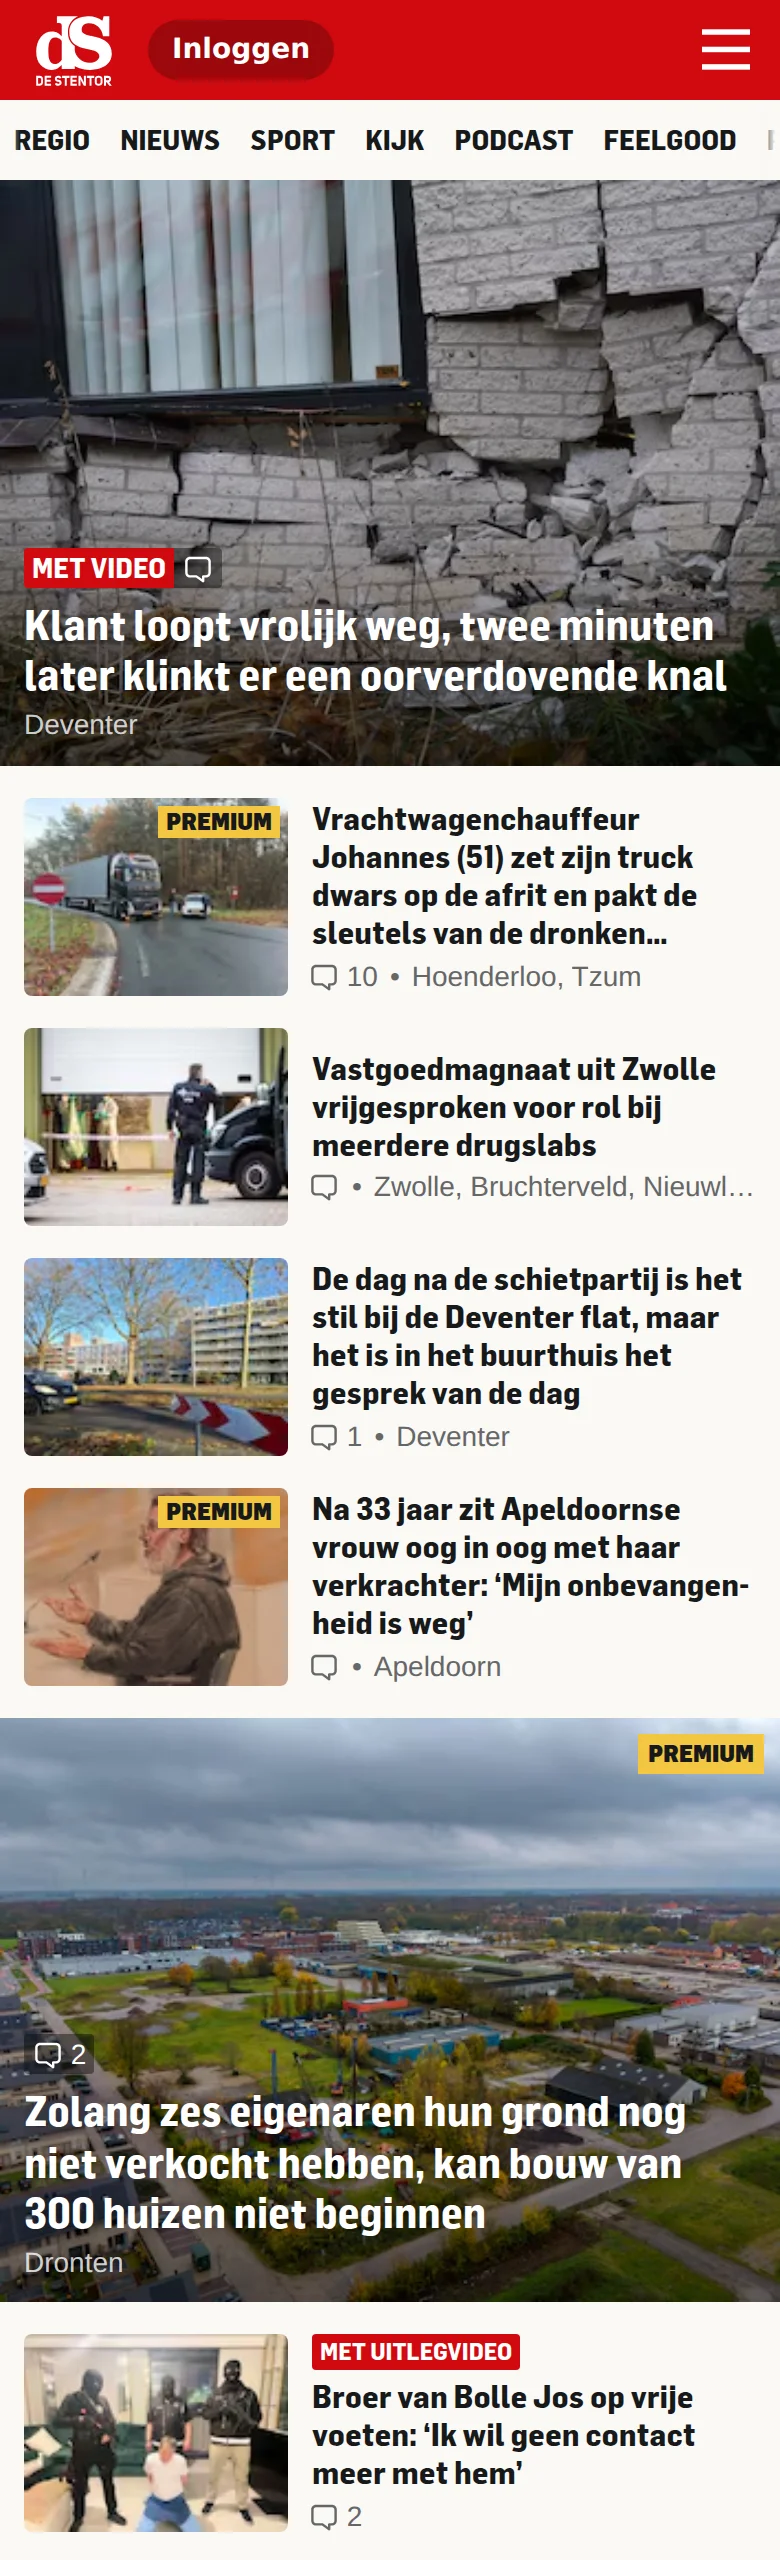 dS
DE STENTOR
Inloggen
REGIO NIEUWS SPORT KIJK PODCAST FEELGOOD
MET VIDEO
Klant loopt vrolijk weg, twee minuten
later klinkt er een oorverdovende knal
Deventer
PREMIUM
Vrachtwagenchauffeur
Johannes (51) zet zijn truck
dwars op de afrit en pakt de
sleutels van de dronken...
10 • Hoenderloo, Tzum
Vastgoedmagnaat uit Zwolle
vrijgesproken voor rol bij
meerdere drugslabs
• Zwolle, Bruchterveld, Nieuwl...
De dag na de schietpartij is het
stil bij de Deventer flat, maar
het is in het buurthuis het
gesprek van de dag
1 • Deventer
PREMIUM
Na 33 jaar zit Apeldoornse
vrouw oog in oog met haar
verkrachter: ‘Mijn onbevangen-
heid is weg’
• Apeldoorn
PREMIUM
2
Zolang zes eigenaren hun grond nog
niet verkocht hebben, kan bouw van
300 huizen niet beginnen
Dronten
MET UITLEGVIDEO
Broer van Bolle Jos op vrije
voeten: ‘Ik wil geen contact
meer met hem’
2